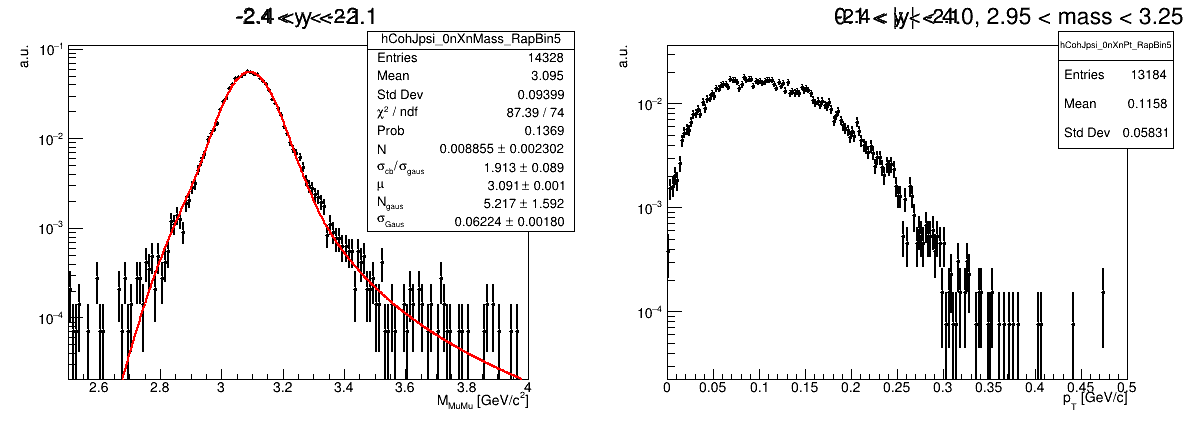 hCohJpsi_0nXnMass_RapBin5
Entries 14328
Mean 3.095
Std Dev 0.09399
χ² / ndf 87.39 / 74
Prob 0.1369
N 0.008855 ± 0.002302
σcb/σgaus 1.913 ± 0.089
μ 3.091 ± 0.001
Ngaus 5.217 ± 1.592
σGaus 0.06224 ± 0.00180
a.u.
10⁻¹
10⁻²
10⁻³
10⁻⁴
2.6 2.8 3 3.2 3.4 3.6 3.8 4
MMuMu [GeV/c²]
, 2.95 < mass < 3.25
hCohJpsi_0nXnPt_RapBin5
Entries 13184
Mean 0.1158
Std Dev 0.05831
a.u.
10⁻²
10⁻³
10⁻⁴
0 0.05 0.1 0.15 0.2 0.25 0.3 0.35 0.4 0.45 0.5
pT [GeV/c]